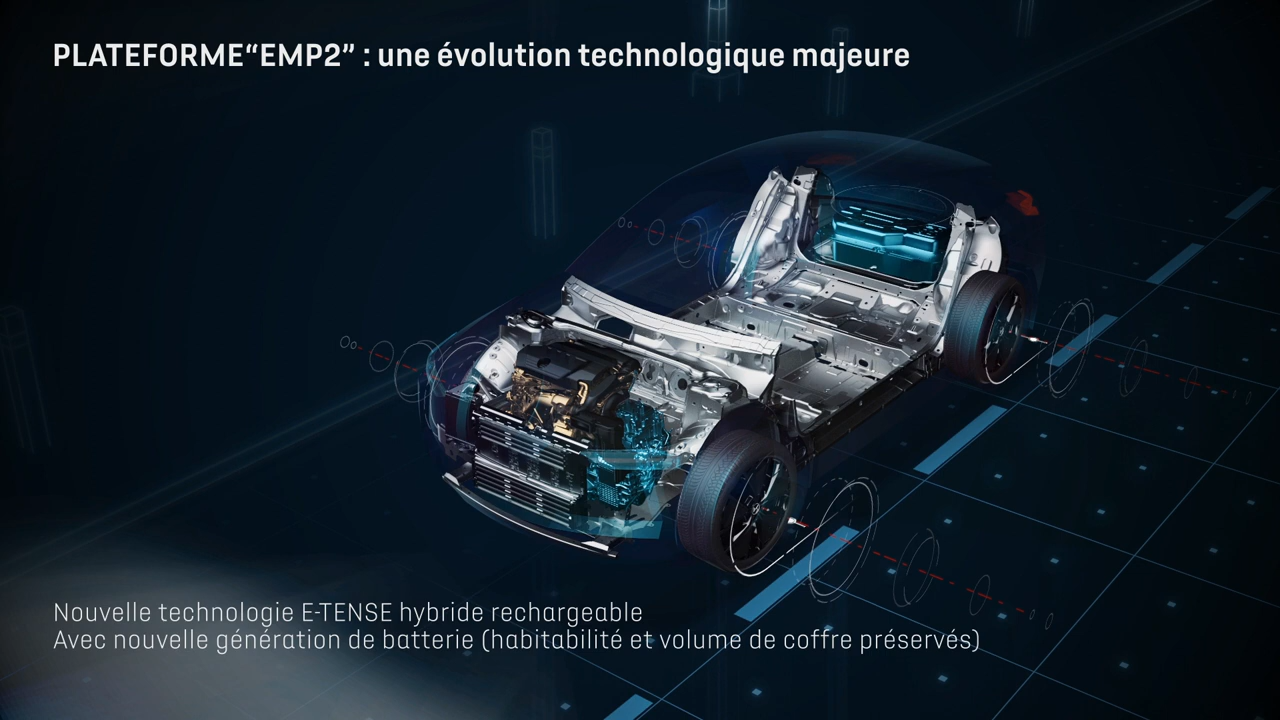 PLATEFORME“EMP2” : une évolution technologique majeure
Nouvelle technologie E-TENSE hybride rechargeable
Avec nouvelle génération de batterie (habitabilité et volume de coffre préservés)